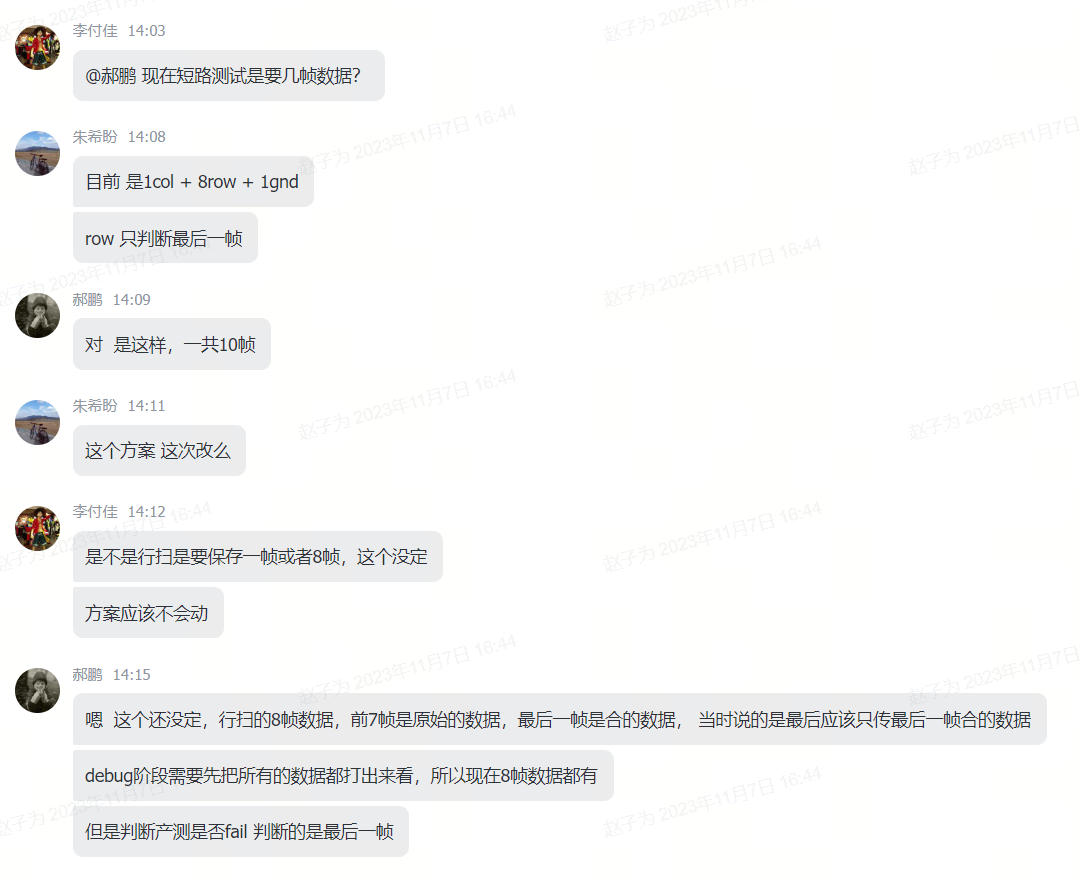 李付佳 14:03
@郝鹏 现在短路测试是要几帧数据？
朱希盼 14:08
目前 是1col + 8row + 1gnd
row 只判断最后一帧
郝鹏 14:09
对 是这样，一共10帧
朱希盼 14:11
这个方案 这次改么
李付佳 14:12
是不是行扫是要保存一帧或者8帧，这个没定
方案应该不会动
郝鹏 14:15
嗯 这个还没定，行扫的8帧数据，前7帧是原始的数据，最后一帧是合的数据， 当时说的是最后应该只传最后一帧合的数据
debug阶段需要先把所有的数据都打出来看，所以现在8帧数据都有
但是判断产测是否fail 判断的是最后一帧
赵子为 2023年11月7日 16:44